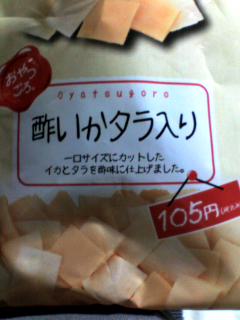 おやつ
ごろ。
Oyatsugoro
酢いかタラ入り
一口サイズにカットした
イカとタラを酢味に仕上げました。
105円